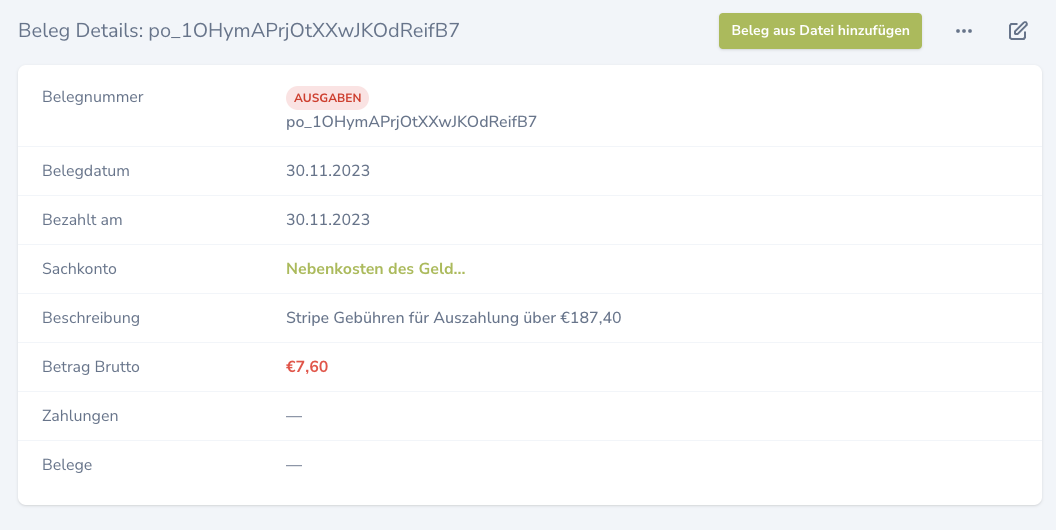 Beleg Details: po_1OHymAPrjOtXXwJKOdReifB7
Beleg aus Datei hinzufügen
Belegnummer
AUSGABEN
po_1OHymAPrjOtXXwJKOdReifB7
Belegdatum 30.11.2023
Bezahlt am 30.11.2023
Sachkonto Nebenkosten des Geld...
Beschreibung Stripe Gebühren für Auszahlung über €187,40
Betrag Brutto €7,60
Zahlungen —
Belege —